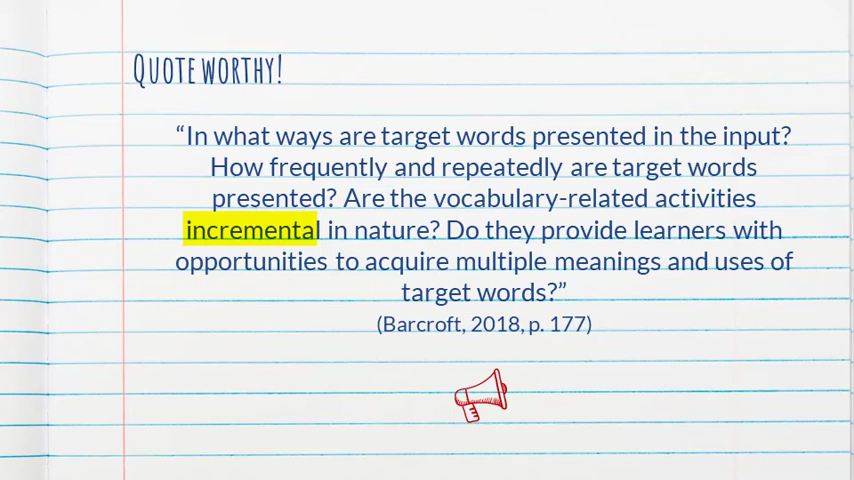 Quote worthy!
“In what ways are target words presented in the input?
How frequently and repeatedly are target words
presented? Are the vocabulary-related activities
incremental in nature? Do they provide learners with
opportunities to acquire multiple meanings and uses of
target words?”
(Barcroft, 2018, p. 177)